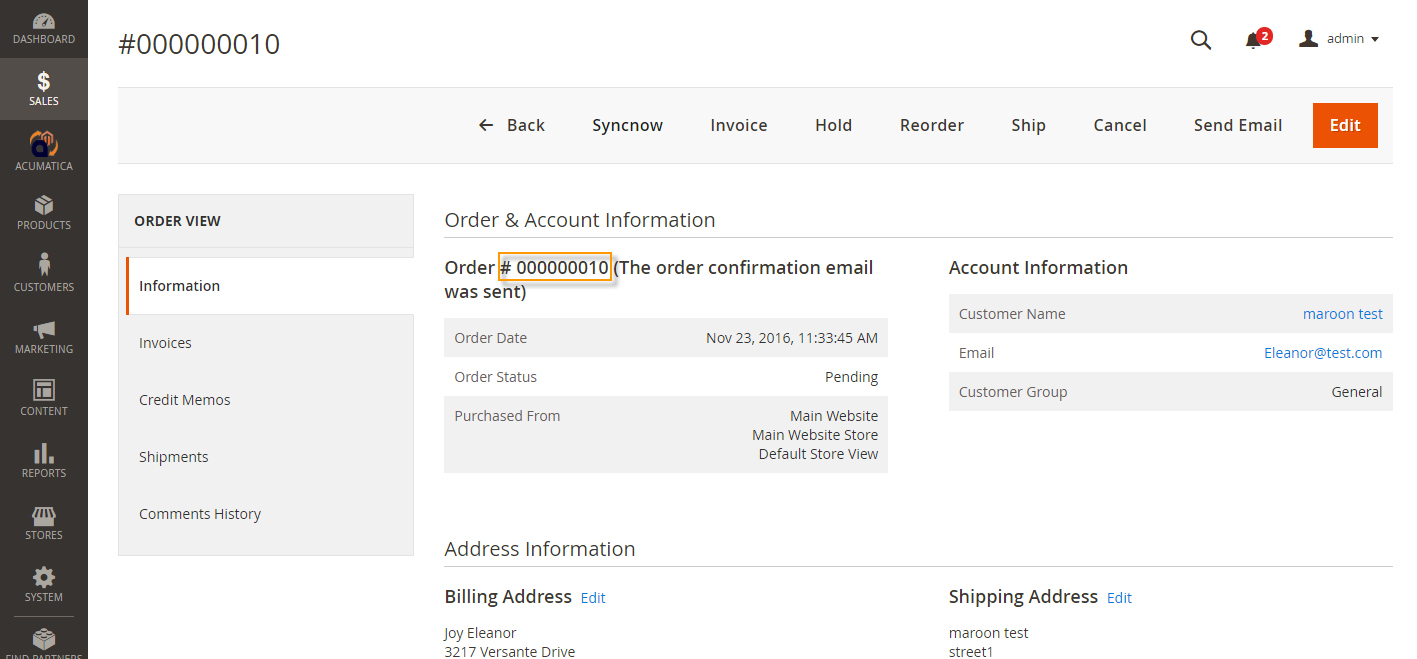 DASHBOARD
SALES
ACUMATICA
PRODUCTS
CUSTOMERS
MARKETING
CONTENT
REPORTS
STORES
SYSTEM
FIND PARTNERS
#000000010
2
admin
Back
Syncnow
Invoice
Hold
Reorder
Ship
Cancel
Send Email
Edit
ORDER VIEW
Information
Invoices
Credit Memos
Shipments
Comments History
Order & Account Information
Order # 000000010 (The order confirmation email
was sent)
Order Date Nov 23, 2016, 11:33:45 AM
Order Status Pending
Purchased From Main Website
Main Website Store
Default Store View
Account Information
Customer Name maroon test
Email Eleanor@test.com
Customer Group General
Address Information
Billing Address Edit
Joy Eleanor
3217 Versante Drive
Shipping Address Edit
maroon test
street1